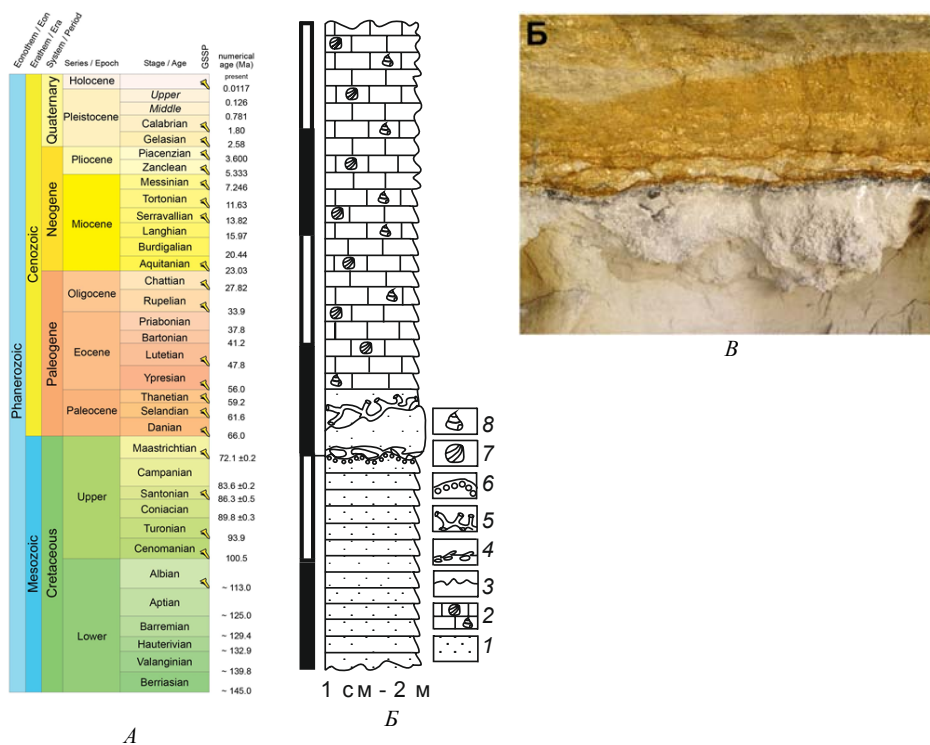 Eonothem / Eon
Erathem / Era
System / Period
Series / Epoch
Stage / Age
GSSP
numerical
age (Ma)
present
Phanerozoic
Cenozoic
Mesozoic
Quaternary
Neogene
Paleogene
Cretaceous
Holocene
0.0117
Pleistocene
Upper
0.126
Middle
0.781
Calabrian
1.80
Gelasian
2.58
Pliocene
Piacenzian
3.600
Zanclean
5.333
Miocene
Messinian
7.246
Tortonian
11.63
Serravallian
13.82
Langhian
15.97
Burdigalian
20.44
Aquitanian
23.03
Oligocene
Chattian
27.82
Rupelian
33.9
Eocene
Priabonian
37.8
Bartonian
41.2
Lutetian
47.8
Ypresian
56.0
Paleocene
Thanetian
59.2
Selandian
61.6
Danian
66.0
Upper
Maastrichtian
72.1 ±0.2
Campanian
83.6 ±0.2
Santonian
86.3 ±0.5
Coniacian
89.8 ±0.3
Turonian
93.9
Cenomanian
100.5
Lower
Albian
~ 113.0
Aptian
~ 125.0
Barremian
~ 129.4
Hauterivian
~ 132.9
Valanginian
~ 139.8
Berriasian
~ 145.0
А
8
7
6
5
4
3
2
1
1 см - 2 м
Б
Б
В